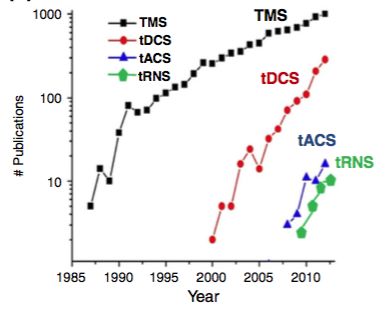 1000
100
10
# Publications
TMS
tDCS
tACS
tRNS
TMS
tDCS
tACS
tRNS
1985 1990 1995 2000 2005 2010
Year